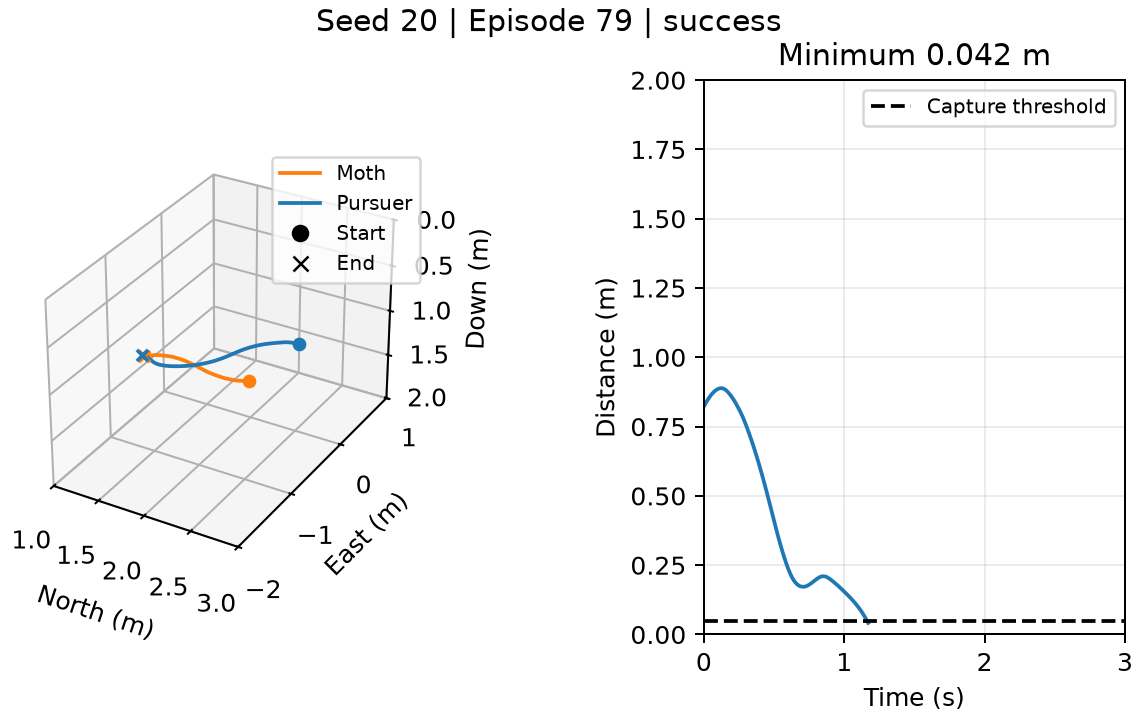 Seed 20 | Episode 79 | success
Moth
Pursuer
Start
End
0.0
0.5
1.0
1.5
2.0
Down (m)
1
0
−1
−2
East (m)
1.0
1.5
2.0
2.5
3.0
North (m)
Minimum 0.042 m
Capture threshold
2.00
1.75
1.50
1.25
1.00
0.75
0.50
0.25
0.00
Distance (m)
0
1
2
3
Time (s)